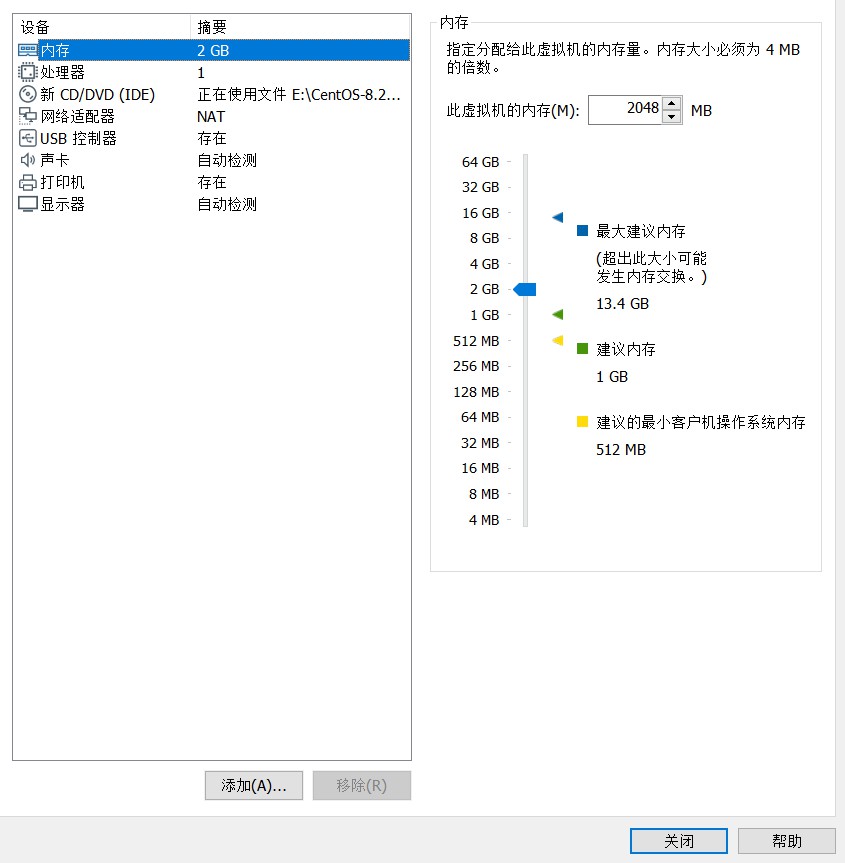 设备 摘要
内存 2 GB
处理器 1
新 CD/DVD (IDE) 正在使用文件 E:\CentOS-8.2...
网络适配器 NAT
USB 控制器 存在
声卡 自动检测
打印机 存在
显示器 自动检测
添加(A)... 移除(R)
内存
指定分配给此虚拟机的内存量。内存大小必须为 4 MB
的倍数。
此虚拟机的内存(M): 2048 MB
64 GB
32 GB
16 GB
8 GB
4 GB
2 GB
1 GB
512 MB
256 MB
128 MB
64 MB
32 MB
16 MB
8 MB
4 MB
最大建议内存
(超出此大小可能
发生内存交换。)
13.4 GB
建议内存
1 GB
建议的最小客户机操作系统内存
512 MB
关闭 帮助